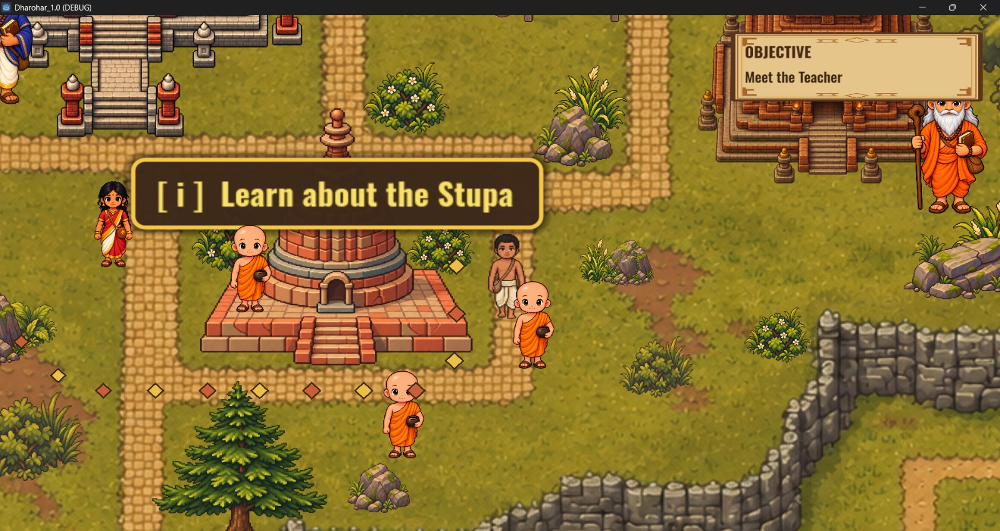 Dharohar_1.0 (DEBUG)
OBJECTIVE
Meet the Teacher
[ i ] Learn about the Stupa